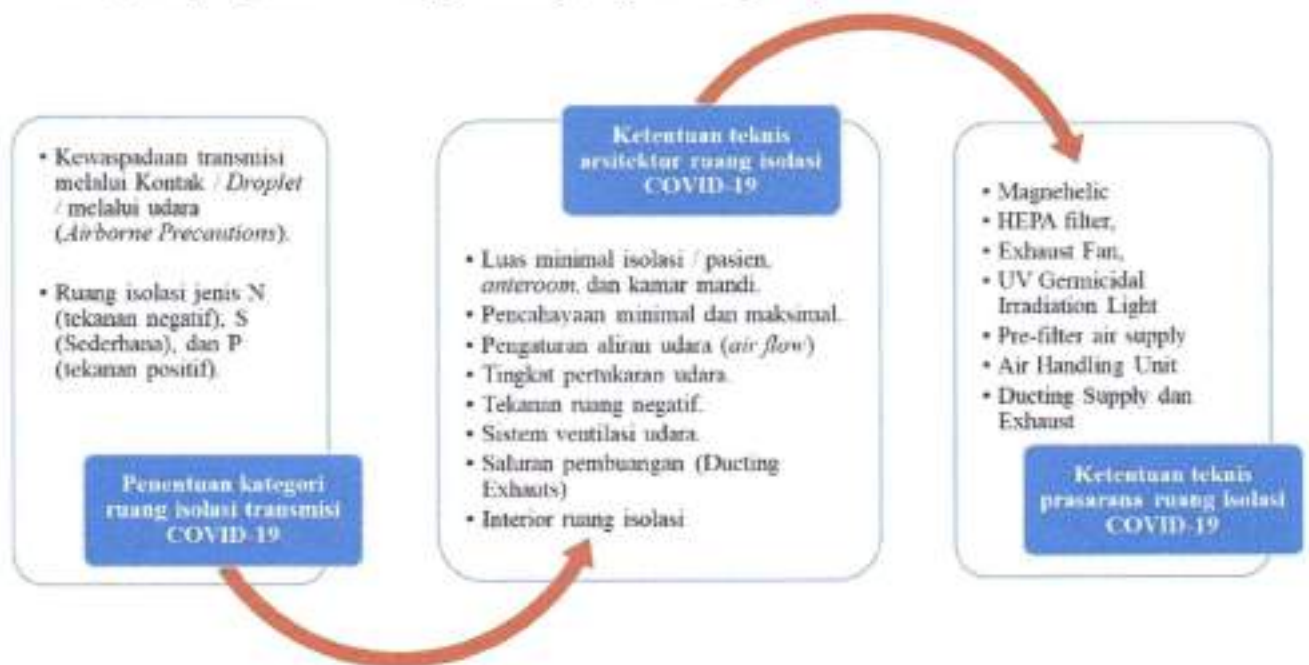 • Kewaspadaan transmisi
melalui Kontak / Droplet
/ melalui udara
(Airborne Precautions).
• Ruang isolasi jenis N
(tekanan negatif), S
(Sederhana), dan P
(tekanan positif).
Penentuan kategori
ruang isolasi transmisi
COVID-19
Ketentuan teknis
arsitektur ruang isolasi
COVID-19
• Luas minimal isolasi / pasien,
anteroom, dan kamar mandi.
• Pencahayaan minimal dan maksimal.
• Pengaturan aliran udara (air flow)
• Tingkat pertukaran udara.
• Tekanan ruang negatif.
• Sistem ventilasi udara.
• Saluran pembuangan (Ducting
Exhauts)
• Interior ruang isolasi
• Magnehelic
• HEPA filter,
• Exhaust Fan,
• UV Germicidal
Irradiation Light
• Pre-filter air supply
• Air Handling Unit
• Ducting Supply dan
Exhaust
Ketentuan teknis
prasarana ruang isolasi
COVID-19